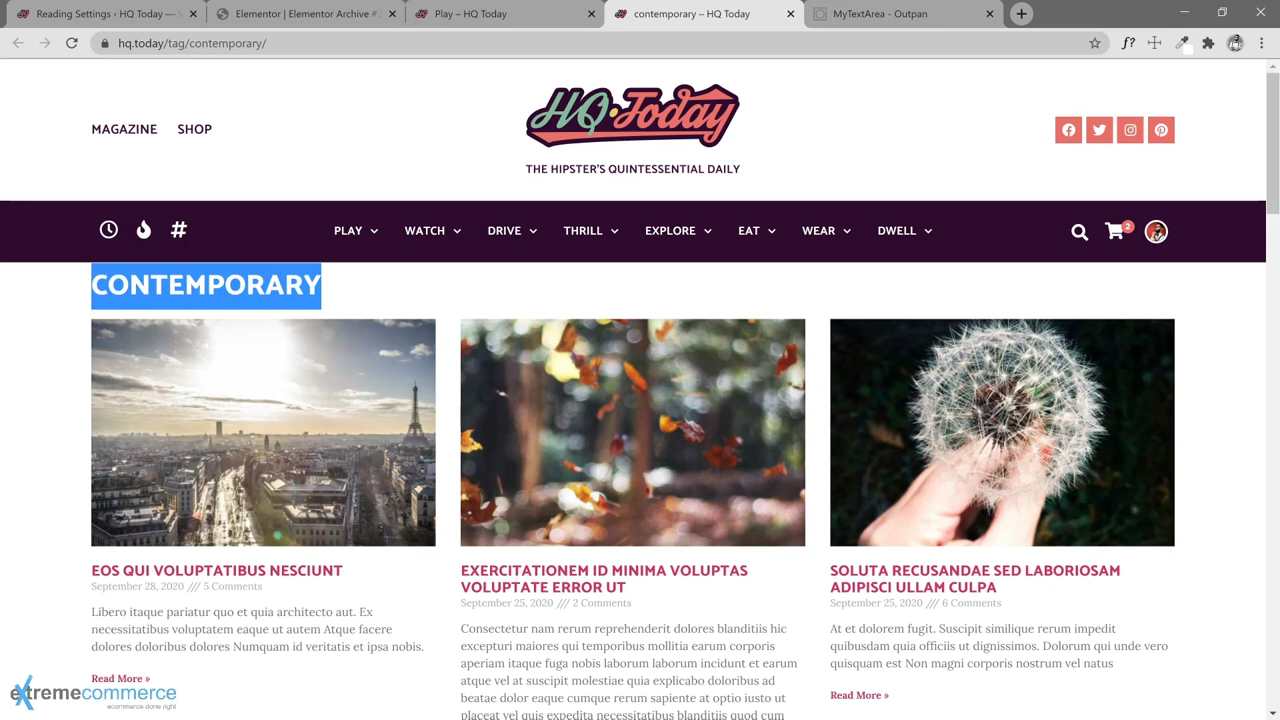 Reading Settings ‹ HQ Today —
Elementor | Elementor Archive #
Play – HQ Today
contemporary – HQ Today
MyTextArea - Outpan
hq.today/tag/contemporary/
f?
MAGAZINE SHOP
HQ Today
THE HIPSTER'S QUINTESSENTIAL DAILY
# PLAY WATCH DRIVE THRILL EXPLORE EAT WEAR DWELL 2
CONTEMPORARY
EOS QUI VOLUPTATIBUS NESCIUNT
September 28, 2020 /// 5 Comments
Libero itaque pariatur quo et quia architecto aut. Ex
necessitatibus voluptatem eaque ut autem Atque facere
dolores doloribus dolores Numquam id veritatis et ipsa nobis.
Read More »
EXERCITATIONEM ID MINIMA VOLUPTAS
VOLUPTATE ERROR UT
September 25, 2020 /// 2 Comments
Consectetur nam rerum reprehenderit dolores blanditiis hic
excepturi maiores qui temporibus mollitia earum corporis
aperiam itaque fuga nobis laborum laborum incidunt et earum
atque vel at suscipit molestiae quia explicabo doloribus ad
beatae dolor eaque cumque rerum sapiente at optio iusto ut
placeat vel quis expedita necessitatibus blanditiis quod cum
SOLUTA RECUSANDAE SED LABORIOSAM
ADIPISCI ULLAM CULPA
September 25, 2020 /// 6 Comments
At et dolorem fugit. Suscipit similique rerum impedit
quibusdam quia officiis ut dignissimos. Dolorum qui unde vero
quisquam est Non magni corporis nostrum vel natus
Read More »
extremecommerce
ecommerce done right